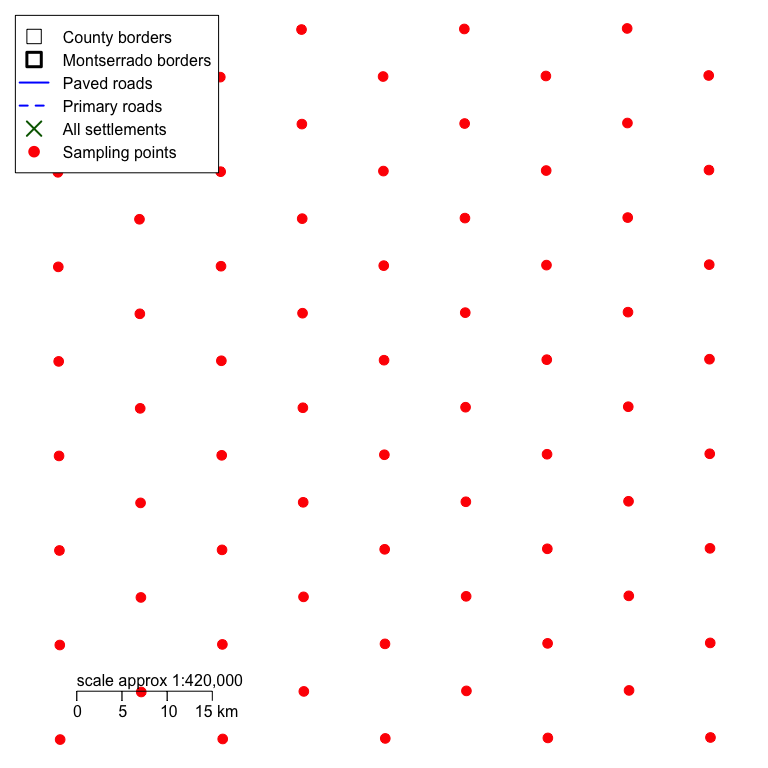 County borders
Montserrado borders
Paved roads
Primary roads
All settlements
Sampling points
scale approx 1:420,000
0 5 10 15 km